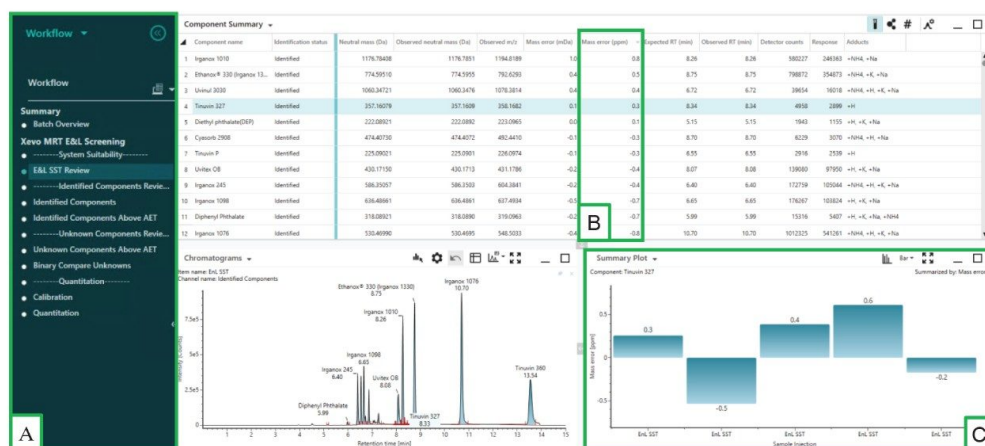 Workflow
Workflow
Summary
Batch Overview
Xevo MRT E&L Screening
--------System Suitability--------
E&L SST Review
--------Identified Components Revie...
Identified Components
Identified Components Above AET
--------Unknown Components Revie...
Unknown Components Above AET
Binary Compare Unknowns
--------Quantitation--------
Calibration
Quantitation
A
Component Summary
Component name Identification status Neutral mass (Da) Observed neutral mass (Da) Observed m/z Mass error (mDa) Mass error (ppm) Expected RT (min) Observed RT (min) Detector counts Response Adducts
1 Irganox 1010 Identified 1176.78408 1176.7851 1194.8189 1.0 0.8 8.26 8.26 580227 246363 +NH4, +K, +Na
2 Ethanox® 330 (Irganox 13... Identified 774.59510 774.5955 792.6293 0.4 0.5 8.75 8.75 798872 354873 +NH4, +K, +Na
3 Uvinul 3030 Identified 1060.34721 1060.3476 1078.3814 0.4 0.4 6.72 6.72 39654 16018 +NH4, +H, +K, +Na
4 Tinuvin 327 Identified 357.16079 357.1609 358.1682 0.1 0.3 8.34 8.34 4958 2899 +H
5 Diethyl phthalate(DEP) Identified 222.08921 222.0892 223.0965 0.0 0.1 5.15 5.15 1943 1155 +H, +K, +Na
6 Cyasorb 2908 Identified 474.40730 474.4072 492.4410 -0.1 -0.3 8.70 8.70 6229 3070 +NH4, +H, +Na
7 Tinuvin P Identified 225.09021 225.0901 226.0974 -0.1 -0.3 6.55 6.55 2916 2539 +H
8 Uvitex OB Identified 430.17150 430.1713 431.1786 -0.2 -0.4 8.07 8.08 139080 97950 +H, +K, +Na
9 Irganox 245 Identified 586.35057 586.3503 604.3841 -0.2 -0.4 6.40 6.40 172759 105044 +NH4, +H, +K, +Na
10 Irganox 1098 Identified 636.48661 636.4861 637.4934 -0.5 -0.7 6.65 6.65 176267 103824 +H, +K, +Na
11 Diphenyl Phthalate Identified 318.08921 318.0890 319.0963 -0.2 -0.7 5.99 5.99 15316 5407 +H, +K, +Na, +NH4
12 Irganox 1076 Identified 530.46990 530.4695 548.5033 -0.4 -0.8 10.70 10.70 1012325 541261 +NH4, +H, +K, +Na
B
Chromatograms
Item name: EnL SST
Channel name: Identified Components
Irganox 1076
10.70
Ethanox® 330 (Irganox 1330)
8.75
Irganox 1010
8.26
Irganox 1098
6.65
Irganox 245
6.40
Uvitex OB
8.08
Tinuvin 360
13.54
Diphenyl Phthalate
5.99
Tinuvin 327
8.33
7.5e5
5e5
2.5e5
0
1 2 3 4 5 6 7 8 9 10 11 12 13 14 15
Retention time [min]
Summary Plot
Bar
Component: Tinuvin 327
Summarized by: Mass error
Mass error [ppm]
0.5
0
-0.5
0.3
-0.5
0.4
0.6
-0.2
EnL SST EnL SST EnL SST EnL SST EnL SST
Sample Injection
C